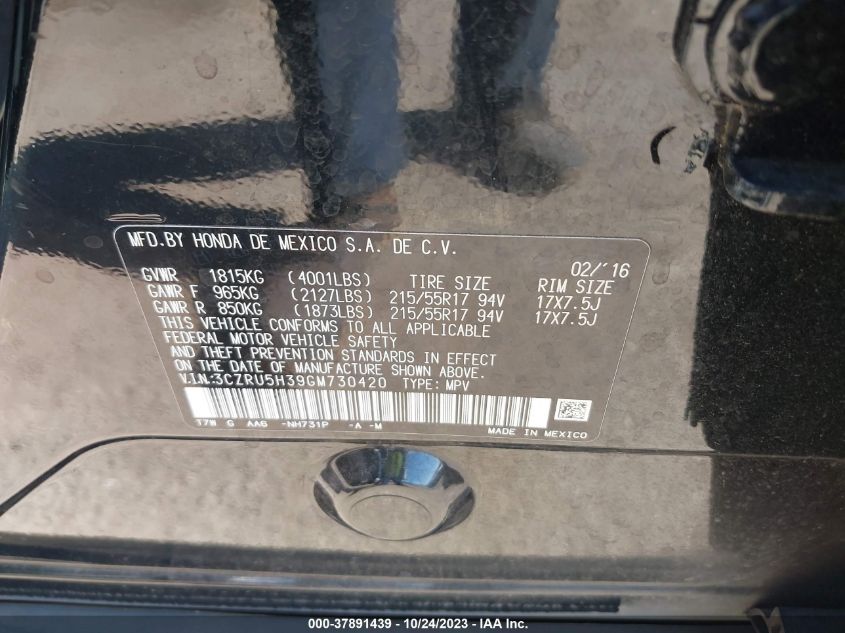 MFD.BY HONDA DE MEXICO S.A. DE C.V.
02/'16
GVWR 1815KG (4001LBS) TIRE SIZE RIM SIZE
GAWR F 965KG (2127LBS) 215/55R17 94V 17X7.5J
GAWR R 850KG (1873LBS) 215/55R17 94V 17X7.5J
THIS VEHICLE CONFORMS TO ALL APPLICABLE
FEDERAL MOTOR VEHICLE SAFETY
AND THEFT PREVENTION STANDARDS IN EFFECT
ON THE DATE OF MANUFACTURE SHOWN ABOVE.
V.I.N:3CZRU5H39GM730420 TYPE: MPV
T7W G AA6 -NH731P -A -M MADE IN MEXICO
000-37891439 - 10/24/2023 - IAA Inc.